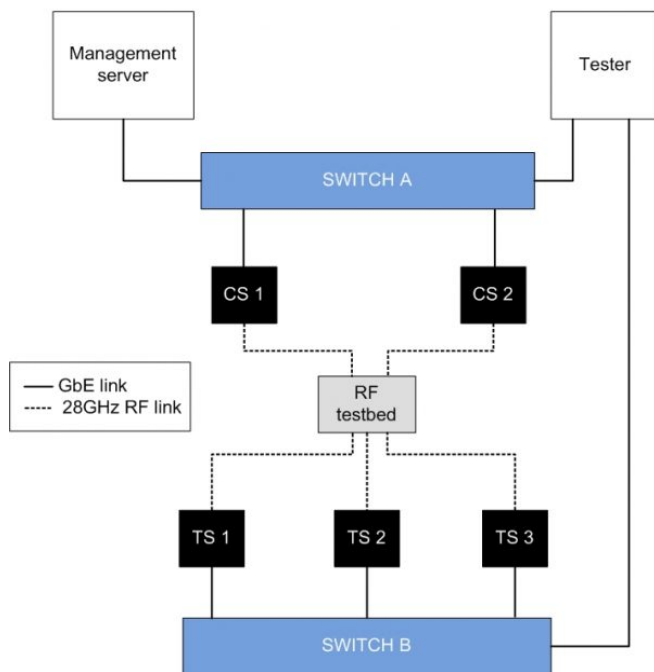 Management
server
Tester
SWITCH A
CS 1
CS 2
GbE link
28GHz RF link
RF
testbed
TS 1
TS 2
TS 3
SWITCH B